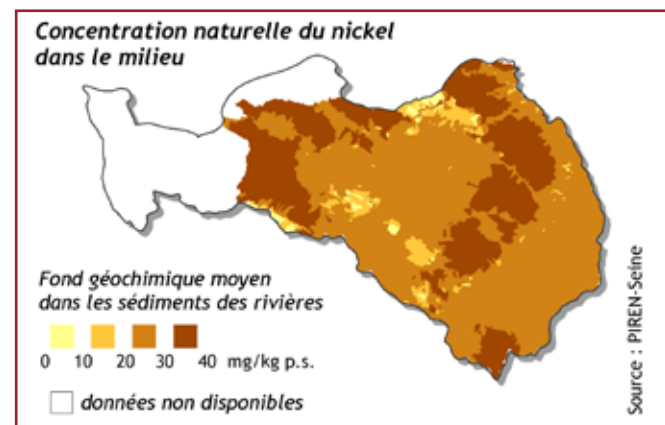 Concentration naturelle du nickel
dans le milieu
Fond géochimique moyen
dans les sédiments des rivières
0 10 20 30 40 mg/kg p.s.
données non disponibles
Source : PIREN-Seine